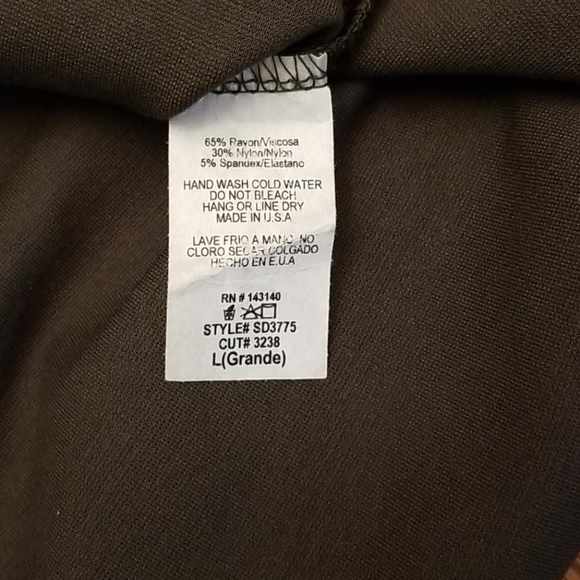 65% Rayon/Viscosa
30% Nylon/Nylon
5% Spandex/Elastano
HAND WASH COLD WATER
DO NOT BLEACH
HANG OR LINE DRY
MADE IN U.S.A
LAVE FRIO A MANO NO
CLORO SECAR COLGADO
HECHO EN E.U.A
RN # 143140
STYLE# SD3775
CUT# 3238
L(Grande)